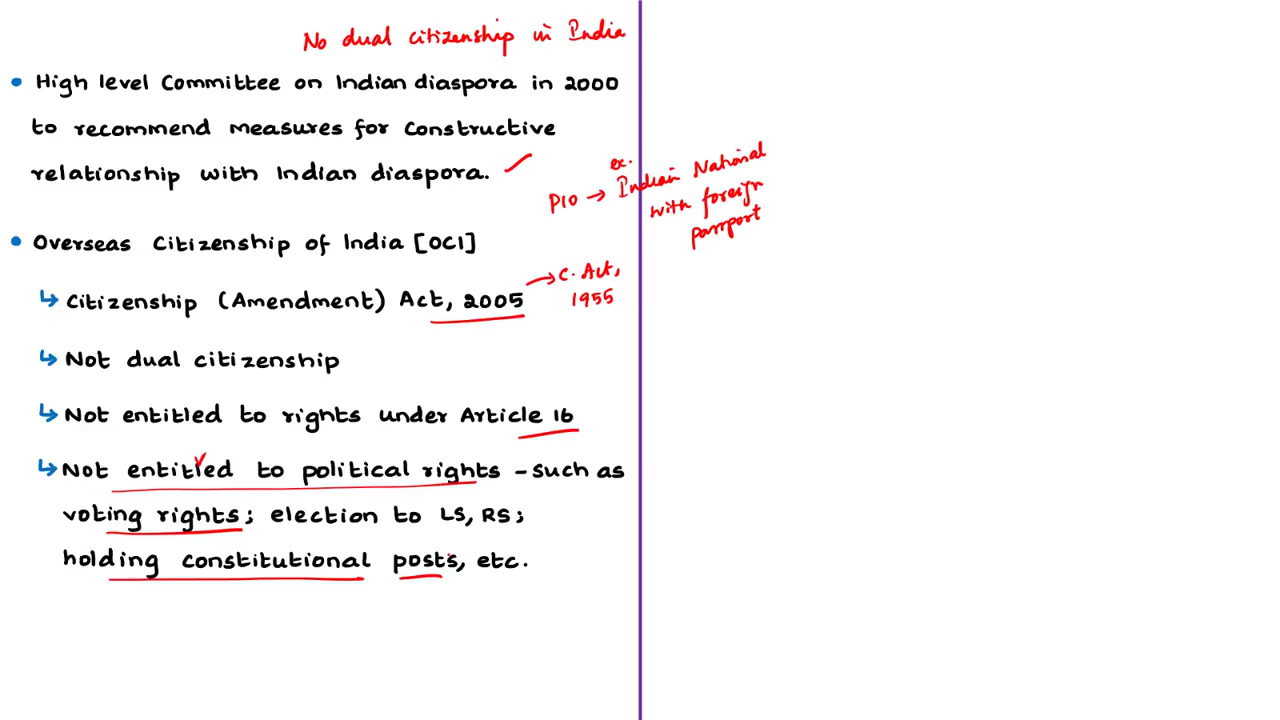 No dual citizenship in India
• High level Committee on Indian diaspora in 2000
to recommend measures for constructive
relationship with Indian diaspora. ✓
ex.
PIO → Indian National
with foreign
passport
• Overseas Citizenship of India [OCI]
↳ Citizenship (Amendment) Act, 2005
→ C. Act,
1955
↳ Not dual citizenship
↳ Not entitled to rights under Article 16
↳ Not entitled to political rights – such as
voting rights; election to LS, RS;
holding constitutional posts, etc.